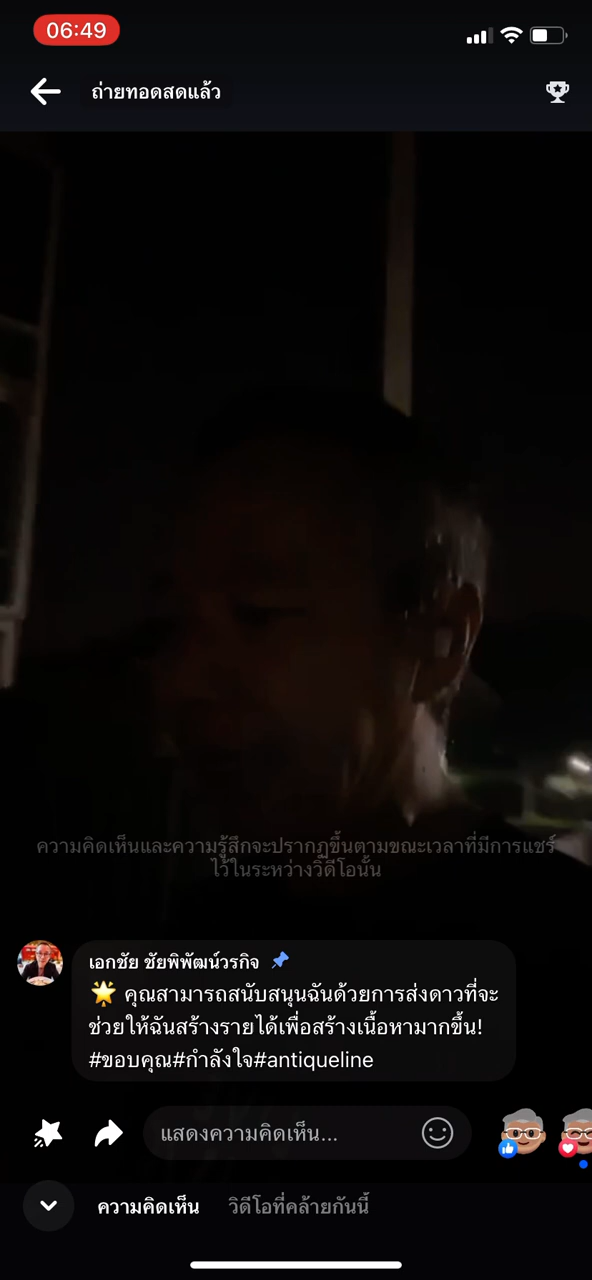 06:49
ถ่ายทอดสดแล้ว
ความคิดเห็นและความรู้สึกจะปรากฏขึ้นตามขณะเวลาที่มีการแชร์
ไว้ในระหว่างวิดีโอนั้น
เอกชัย ชัยพิพัฒน์วรกิจ
🌟 คุณสามารถสนับสนุนฉันด้วยการส่งดาวที่จะ
ช่วยให้ฉันสร้างรายได้เพื่อสร้างเนื้อหามากขึ้น!
#ขอบคุณ#กำลังใจ#antiqueline
แสดงความคิดเห็น...
ความคิดเห็น วิดีโอที่คล้ายกันนี้